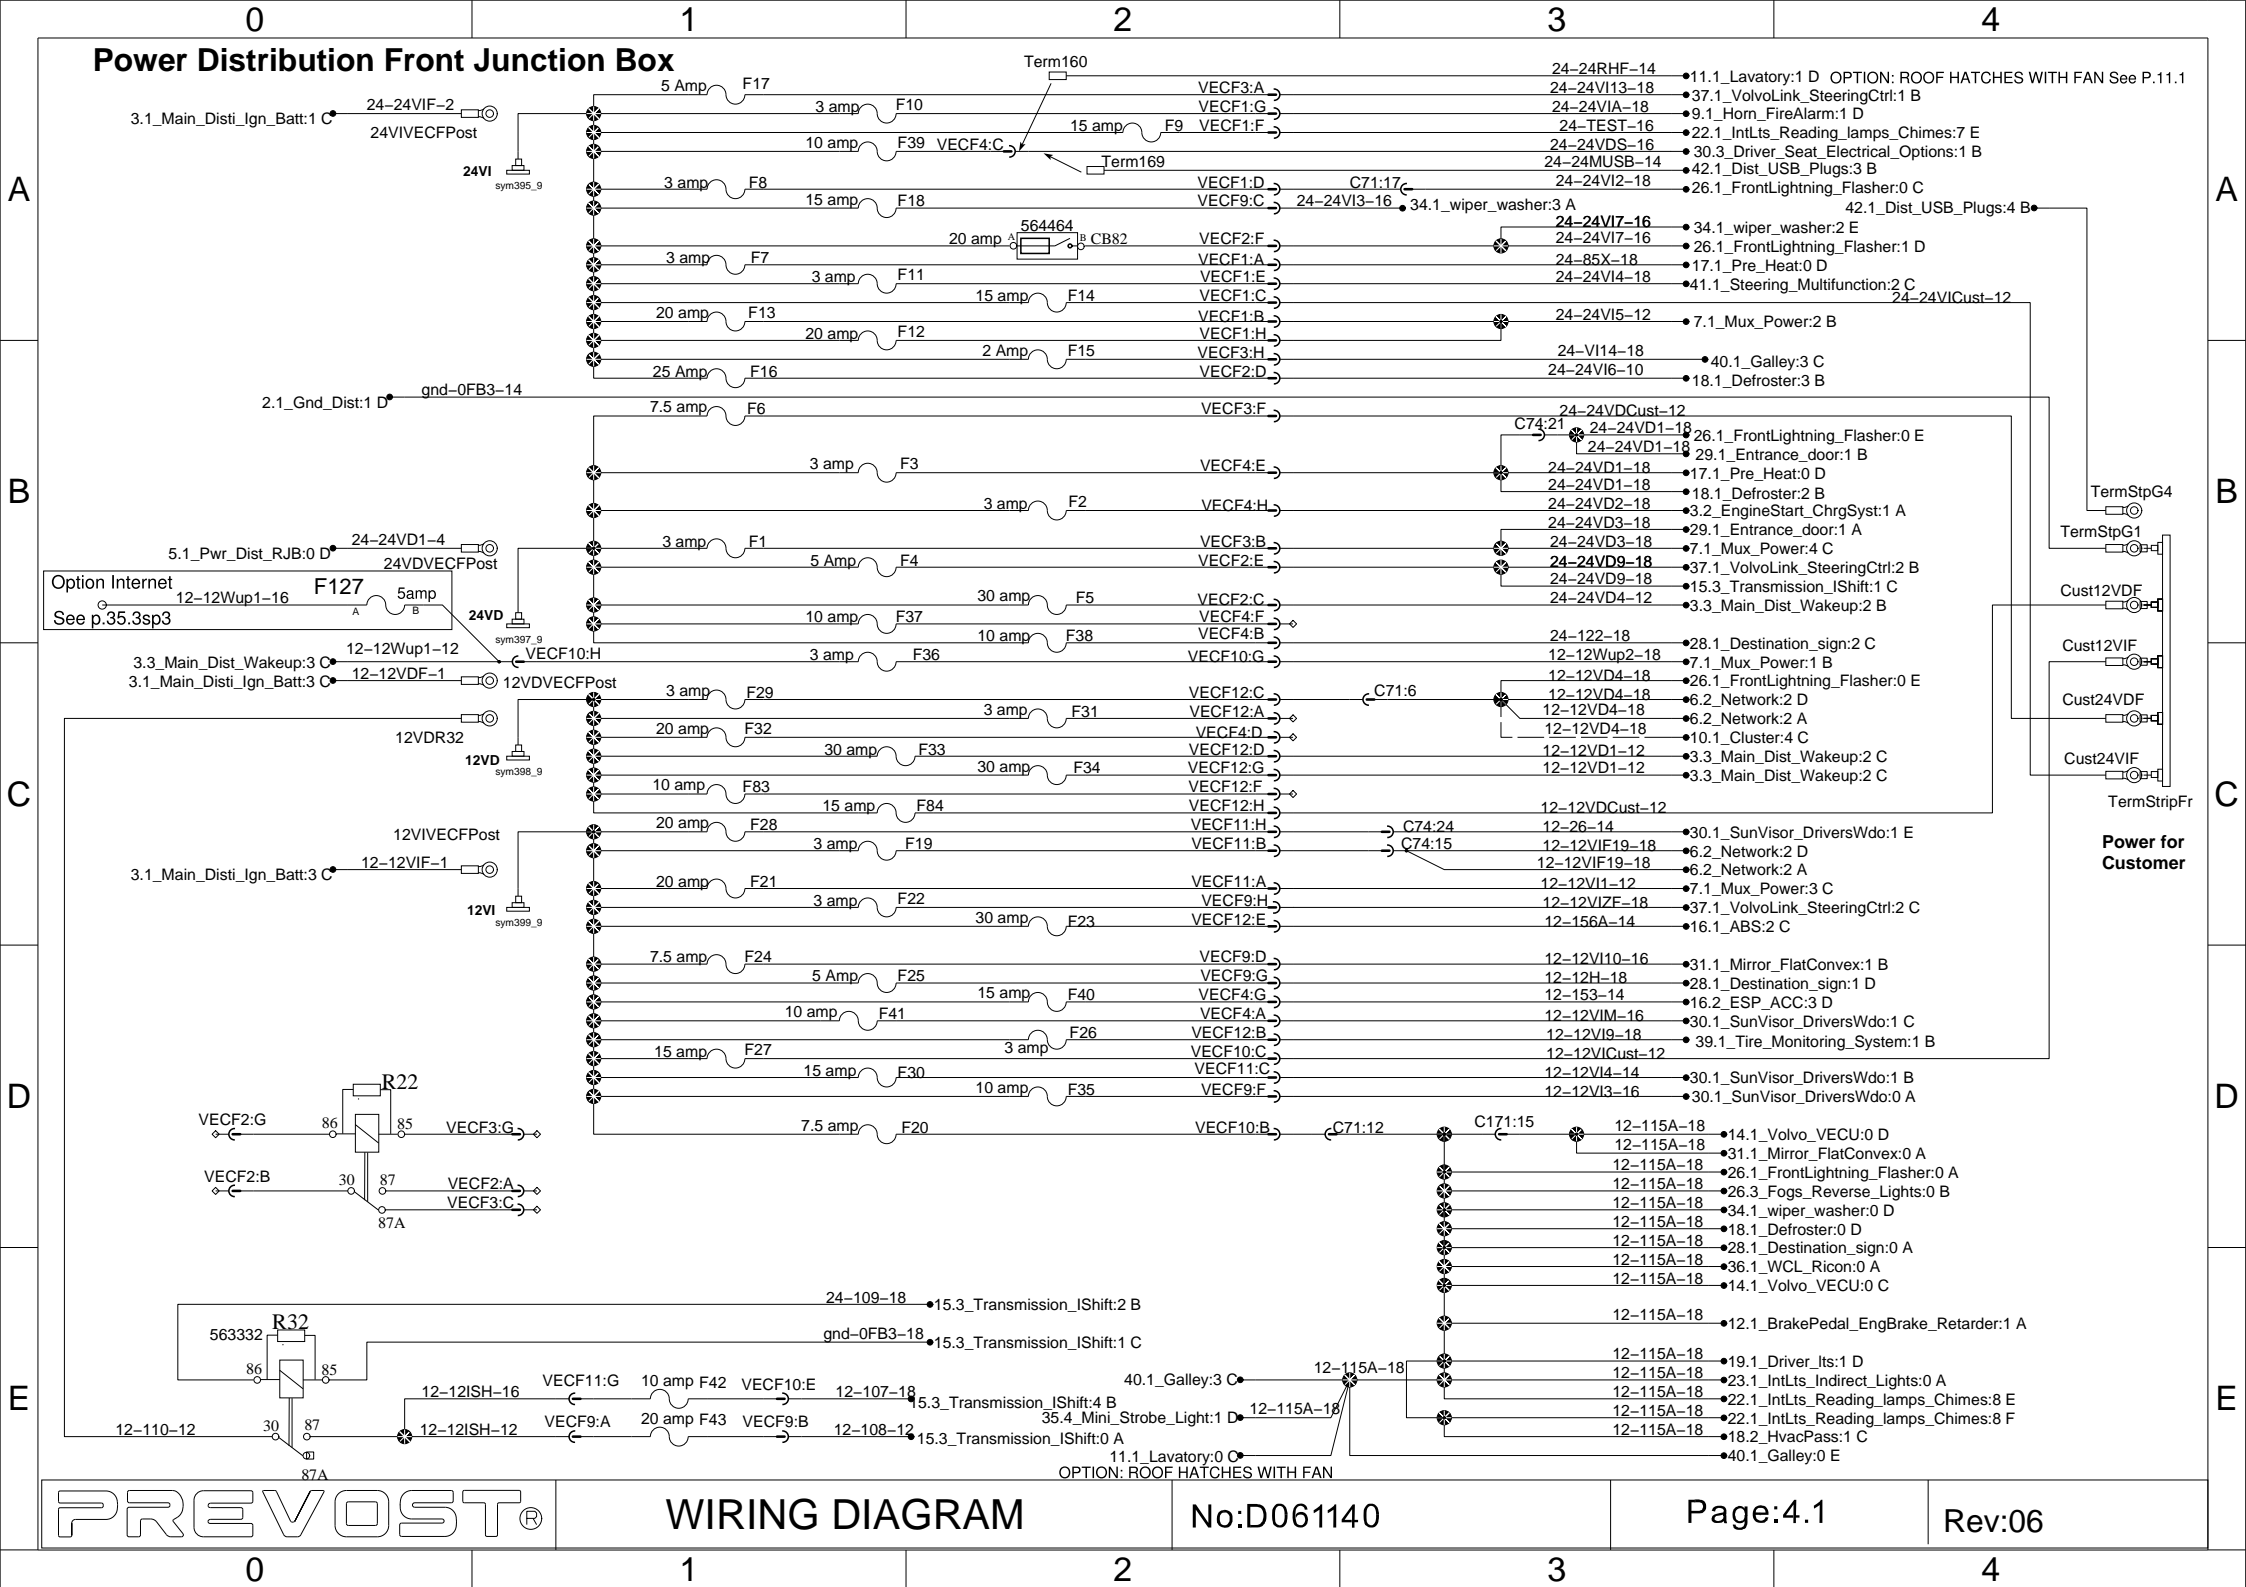 0 1 2 3 4
Power Distribution Front Junction Box
Term160
24-24RHF-14 11.1_Lavatory:1 D OPTION: ROOF HATCHES WITH FAN See P.11.1
5 Amp F17 VECF3:A 24-24VI13-18 37.1_VolvoLink_SteeringCtrl:1 B
3.1_Main_Disti_Ign_Batt:1 C 24-24VIF-2 3 amp F10 VECF1:G 24-24VIA-18 9.1_Horn_FireAlarm:1 D
24VIVECFPost 15 amp F9 VECF1:F 24-TEST-16 22.1_IntLts_Reading_lamps_Chimes:7 E
10 amp F39 VECF4:C 24-24VDS-16 30.3_Driver_Seat_Electrical_Options:1 B
24VI Term169 24-24MUSB-14 42.1_Dist_USB_Plugs:3 B
sym395_9
A A
3 amp F8 VECF1:D C71:17 24-24VI2-18 26.1_FrontLightning_Flasher:0 C
15 amp F18 VECF9:C 24-24VI3-16 34.1_wiper_washer:3 A 42.1_Dist_USB_Plugs:4 B
564464 24-24VI7-16 34.1_wiper_washer:2 E
20 amp A B CB82 VECF2:F 24-24VI7-16 26.1_FrontLightning_Flasher:1 D
3 amp F7 VECF1:A 24-85X-18 17.1_Pre_Heat:0 D
3 amp F11 VECF1:E 24-24VI4-18 41.1_Steering_Multifunction:2 C
15 amp F14 VECF1:C 24-24VICust-12
20 amp F13 VECF1:B 24-24VI5-12 7.1_Mux_Power:2 B
20 amp F12 VECF1:H
2 Amp F15 VECF3:H 24-VI14-18 40.1_Galley:3 C
25 Amp F16 VECF2:D 24-24VI6-10 18.1_Defroster:3 B
2.1_Gnd_Dist:1 D gnd-0FB3-14
7.5 amp F6 VECF3:F 24-24VDCust-12
C74:21 24-24VD1-18 26.1_FrontLightning_Flasher:0 E
24-24VD1-18 29.1_Entrance_door:1 B
3 amp F3 VECF4:E 24-24VD1-18 17.1_Pre_Heat:0 D
B B
24-24VD1-18 18.1_Defroster:2 B TermStpG4
3 amp F2 VECF4:H 24-24VD2-18 3.2_EngineStart_ChrgSyst:1 A
24-24VD3-18 29.1_Entrance_door:1 A TermStpG1
5.1_Pwr_Dist_RJB:0 D 24-24VD1-4 3 amp F1 VECF3:B 24-24VD3-18 7.1_Mux_Power:4 C
24VDVECFPost 5 Amp F4 VECF2:E 24-24VD9-18 37.1_VolvoLink_SteeringCtrl:2 B
Option Internet F127 5amp 24-24VD9-18 15.3_Transmission_IShift:1 C
12-12Wup1-16 A B 30 amp F5 VECF2:C 24-24VD4-12 3.3_Main_Dist_Wakeup:2 B Cust12VDF
See p.35.3sp3 24VD 10 amp F37 VECF4:F
sym397_9 10 amp F38 VECF4:B 24-122-18 28.1_Destination_sign:2 C Cust12VIF
3.3_Main_Dist_Wakeup:3 C 12-12Wup1-12 VECF10:H 3 amp F36 VECF10:G 12-12Wup2-18 7.1_Mux_Power:1 B
3.1_Main_Disti_Ign_Batt:3 C 12-12VDF-1 12VDVECFPost 12-12VD4-18 26.1_FrontLightning_Flasher:0 E
3 amp F29 VECF12:C C71:6 12-12VD4-18 6.2_Network:2 D Cust24VDF
3 amp F31 VECF12:A 12-12VD4-18 6.2_Network:2 A
12VDR32 20 amp F32 VECF4:D 12-12VD4-18 10.1_Cluster:4 C
12VD 30 amp F33 VECF12:D 12-12VD1-12 3.3_Main_Dist_Wakeup:2 C Cust24VIF
sym398_9 30 amp F34 VECF12:G 12-12VD1-12 3.3_Main_Dist_Wakeup:2 C
10 amp F83 VECF12:F
C C
15 amp F84 VECF12:H 12-12VDCust-12 TermStripFr
12VIVECFPost 20 amp F28 VECF11:H C74:24 12-26-14 30.1_SunVisor_DriversWdo:1 E
3 amp F19 VECF11:B C74:15 12-12VIF19-18 6.2_Network:2 D Power for
3.1_Main_Disti_Ign_Batt:3 C 12-12VIF-1 12-12VIF19-18 6.2_Network:2 A Customer
20 amp F21 VECF11:A 12-12VI1-12 7.1_Mux_Power:3 C
12VI 3 amp F22 VECF9:H 12-12VIZF-18 37.1_VolvoLink_SteeringCtrl:2 C
sym399_9 30 amp F23 VECF12:E 12-156A-14 16.1_ABS:2 C
7.5 amp F24 VECF9:D 12-12VI10-16 31.1_Mirror_FlatConvex:1 B
5 Amp F25 VECF9:G 12-12H-18 28.1_Destination_sign:1 D
15 amp F40 VECF4:G 12-153-14 16.2_ESP_ACC:3 D
10 amp F41 VECF4:A 12-12VIM-16 30.1_SunVisor_DriversWdo:1 C
3 amp F26 VECF12:B 12-12VI9-18 39.1_Tire_Monitoring_System:1 B
15 amp F27 VECF10:C 12-12VICust-12
R22 15 amp F30 VECF11:C 12-12VI4-14 30.1_SunVisor_DriversWdo:1 B
D D
10 amp F35 VECF9:F 12-12VI3-16 30.1_SunVisor_DriversWdo:0 A
VECF2:G 86 85 VECF3:G 7.5 amp F20 VECF10:B C71:12 C171:15 12-115A-18 14.1_Volvo_VECU:0 D
12-115A-18 31.1_Mirror_FlatConvex:0 A
VECF2:B 30 87 VECF2:A 12-115A-18 26.1_FrontLightning_Flasher:0 A
VECF3:C 12-115A-18 26.3_Fogs_Reverse_Lights:0 B
87A 12-115A-18 34.1_wiper_washer:0 D
12-115A-18 18.1_Defroster:0 D
12-115A-18 28.1_Destination_sign:0 A
12-115A-18 36.1_WCL_Ricon:0 A
12-115A-18 14.1_Volvo_VECU:0 C
24-109-18 15.3_Transmission_IShift:2 B
R32 12-115A-18 12.1_BrakePedal_EngBrake_Retarder:1 A
563332 gnd-0FB3-18 15.3_Transmission_IShift:1 C
86 85 12-115A-18 12-115A-18 19.1_Driver_lts:1 D
40.1_Galley:3 C 12-115A-18 23.1_IntLts_Indirect_Lights:0 A
E E
12-12ISH-16 VECF11:G 10 amp F42 VECF10:E 12-107-18 15.3_Transmission_IShift:4 B 12-115A-18 22.1_IntLts_Reading_lamps_Chimes:8 E
35.4_Mini_Strobe_Light:1 D 12-115A-18 12-115A-18 22.1_IntLts_Reading_lamps_Chimes:8 F
12-110-12 30 87 12-12ISH-12 VECF9:A 20 amp F43 VECF9:B 12-108-12 15.3_Transmission_IShift:0 A 12-115A-18 18.2_HvacPass:1 C
11.1_Lavatory:0 C 40.1_Galley:0 E
87A OPTION: ROOF HATCHES WITH FAN
PREVOST® WIRING DIAGRAM No:D061140 Page:4.1 Rev:06
0 1 2 3 4